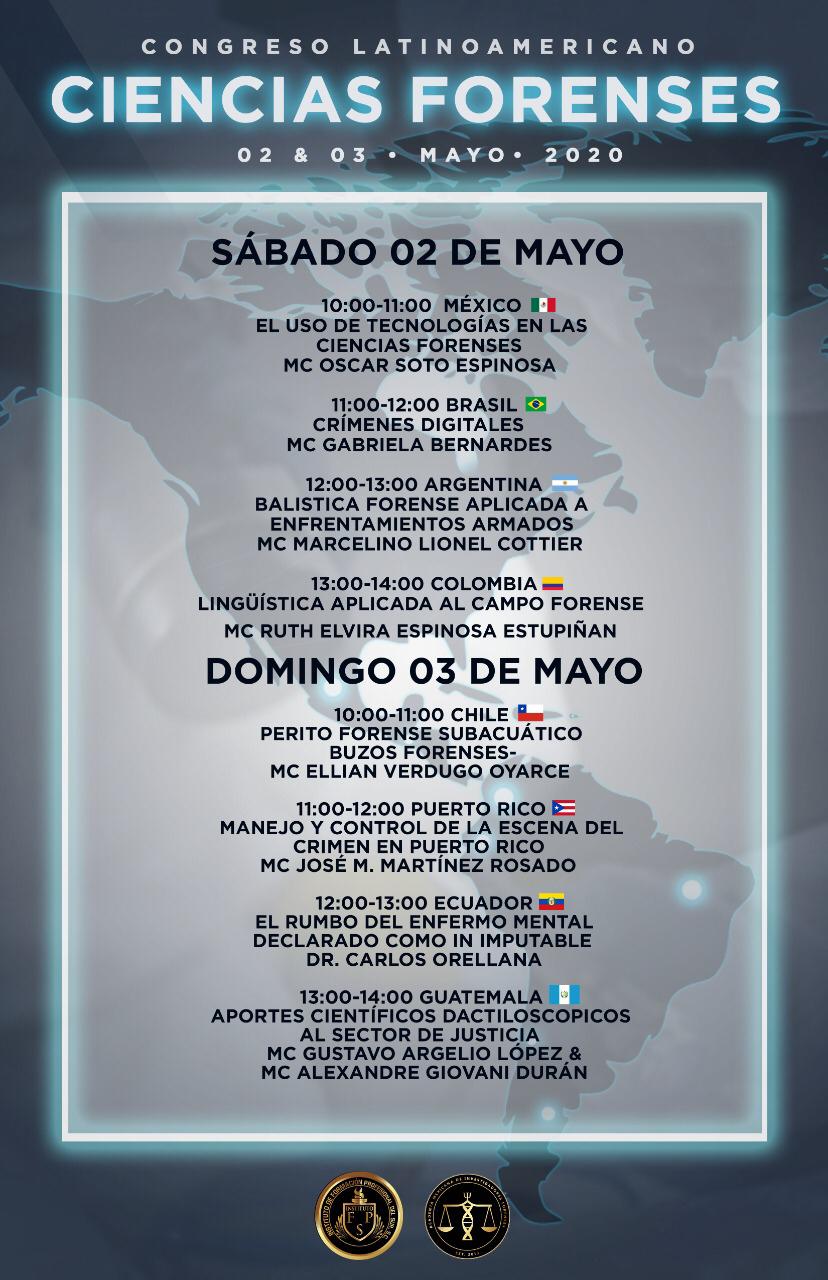 CONGRESO LATINOAMERICANO
CIENCIAS FORENSES
02 & 03 • MAYO • 2020
SÁBADO 02 DE MAYO
10:00-11:00 MÉXICO
EL USO DE TECNOLOGÍAS EN LAS
CIENCIAS FORENSES
MC OSCAR SOTO ESPINOSA
11:00-12:00 BRASIL
CRÍMENES DIGITALES
MC GABRIELA BERNARDES
12:00-13:00 ARGENTINA
BALISTICA FORENSE APLICADA A
ENFRENTAMIENTOS ARMADOS
MC MARCELINO LIONEL COTTIER
13:00-14:00 COLOMBIA
LINGÜÍSTICA APLICADA AL CAMPO FORENSE
MC RUTH ELVIRA ESPINOSA ESTUPIÑAN
DOMINGO 03 DE MAYO
10:00-11:00 CHILE
PERITO FORENSE SUBACUÁTICO
BUZOS FORENSES-
MC ELLIAN VERDUGO OYARCE
11:00-12:00 PUERTO RICO
MANEJO Y CONTROL DE LA ESCENA DEL
CRIMEN EN PUERTO RICO
MC JOSÉ M. MARTÍNEZ ROSADO
12:00-13:00 ECUADOR
EL RUMBO DEL ENFERMO MENTAL
DECLARADO COMO IN IMPUTABLE
DR. CARLOS ORELLANA
13:00-14:00 GUATEMALA
APORTES CIENTÍFICOS DACTILOSCOPICOS
AL SECTOR DE JUSTICIA
MC GUSTAVO ARGELIO LÓPEZ &
MC ALEXANDRE GIOVANI DURÁN
INSTITUTO DE FORMACIÓN PROFESIONAL DEL SUR
INSTITUTO
F P
S